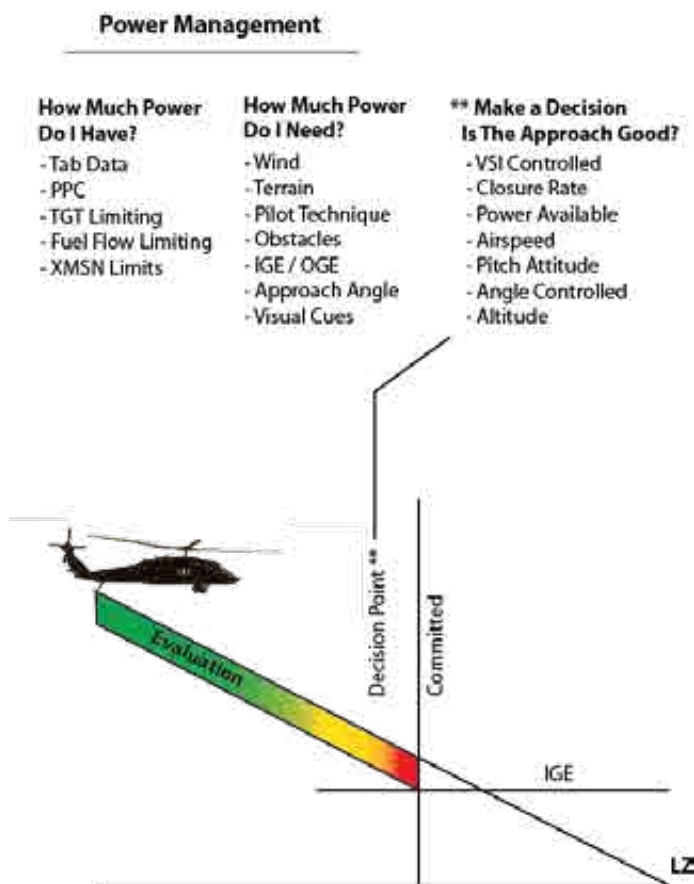 Power Management
How Much Power
Do I Have?
- Tab Data
- PPC
- TGT Limiting
- Fuel Flow Limiting
- XMSN Limits
How Much Power
Do I Need?
- Wind
- Terrain
- Pilot Technique
- Obstacles
- IGE / OGE
- Approach Angle
- Visual Cues
** Make a Decision
Is The Approach Good?
- VSI Controlled
- Closure Rate
- Power Available
- Airspeed
- Pitch Attitude
- Angle Controlled
- Altitude
Decision Point **
Committed
Evaluation
IGE
LZ